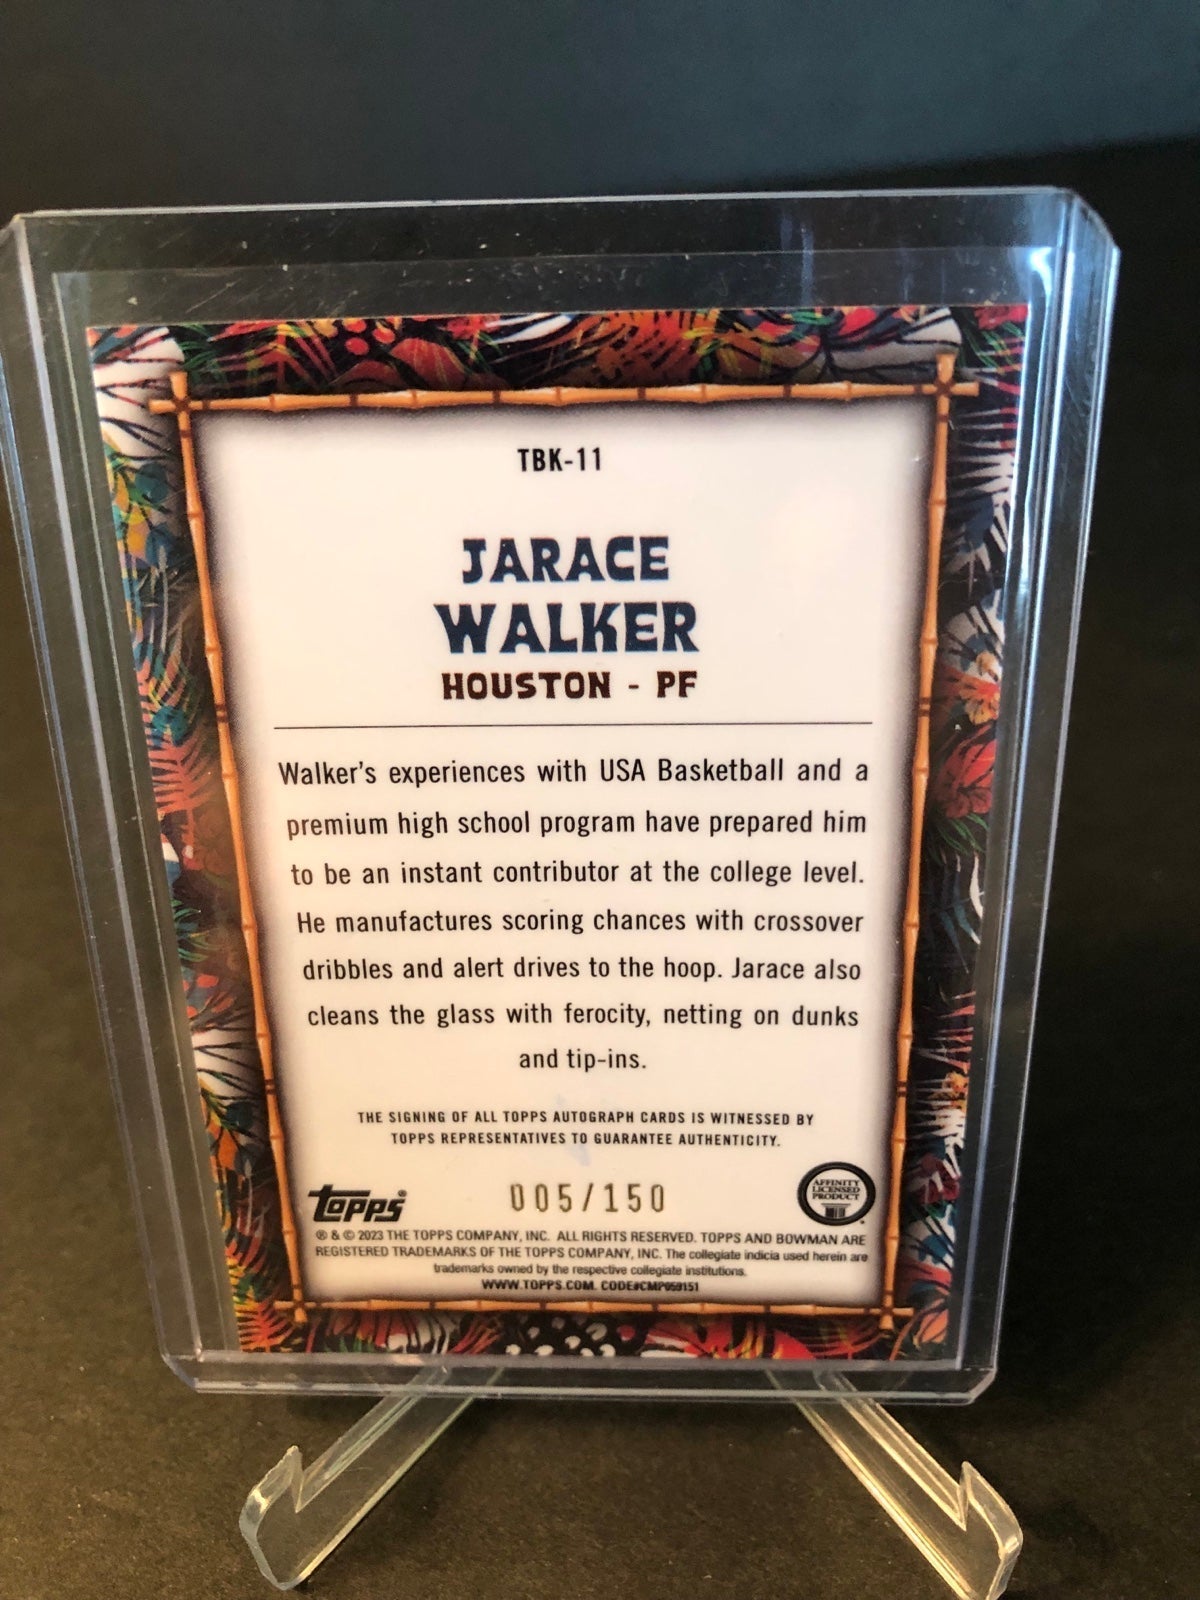 TBK-11
JARACE
WALKER
HOUSTON - PF
Walker's experiences with USA Basketball and a
premium high school program have prepared him
to be an instant contributor at the college level.
He manufactures scoring chances with crossover
dribbles and alert drives to the hoop. Jarace also
cleans the glass with ferocity, netting on dunks
and tip-ins.
THE SIGNING OF ALL TOPPS AUTOGRAPH CARDS IS WITNESSED BY
TOPPS REPRESENTATIVES TO GUARANTEE AUTHENTICITY.
topps®
005/150
AFFINITY
LICENSED
PRODUCT
® & © 2023 THE TOPPS COMPANY, INC. ALL RIGHTS RESERVED. TOPPS AND BOWMAN ARE
REGISTERED TRADEMARKS OF THE TOPPS COMPANY, INC. The collegiate indicia used herein are
trademarks owned by the respective collegiate institutions.
WWW.TOPPS.COM. CODE#CMP059151